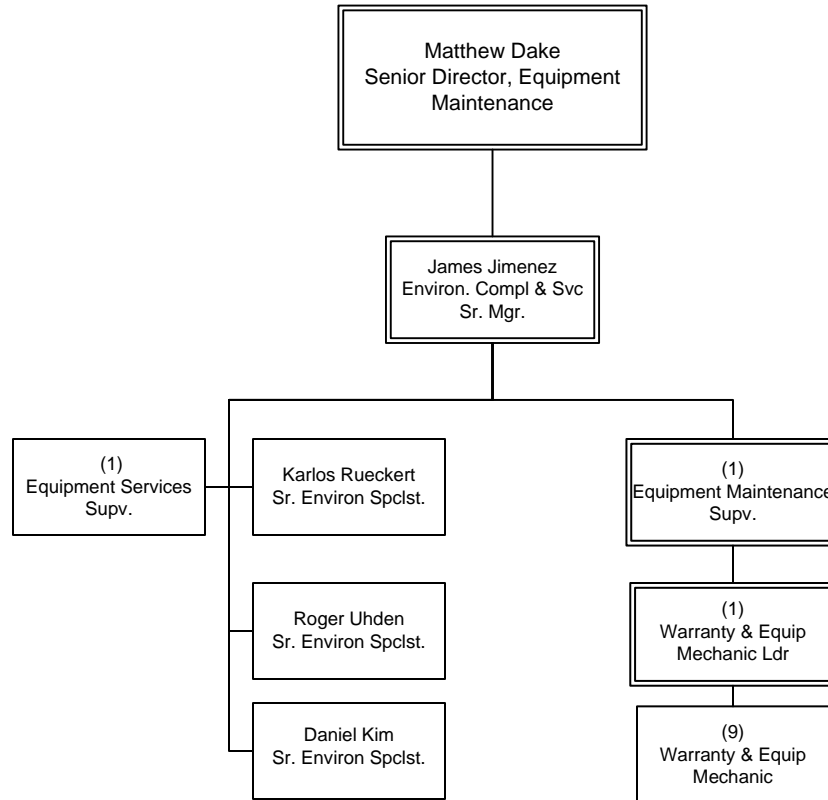 Matthew Dake
Senior Director, Equipment
Maintenance
James Jimenez
Environ. Compl & Svc
Sr. Mgr.
(1)
Equipment Services
Supv.
Karlos Rueckert
Sr. Environ Spclst.
(1)
Equipment Maintenance
Supv.
Roger Uhden
Sr. Environ Spclst.
(1)
Warranty & Equip
Mechanic Ldr
Daniel Kim
Sr. Environ Spclst.
(9)
Warranty & Equip
Mechanic